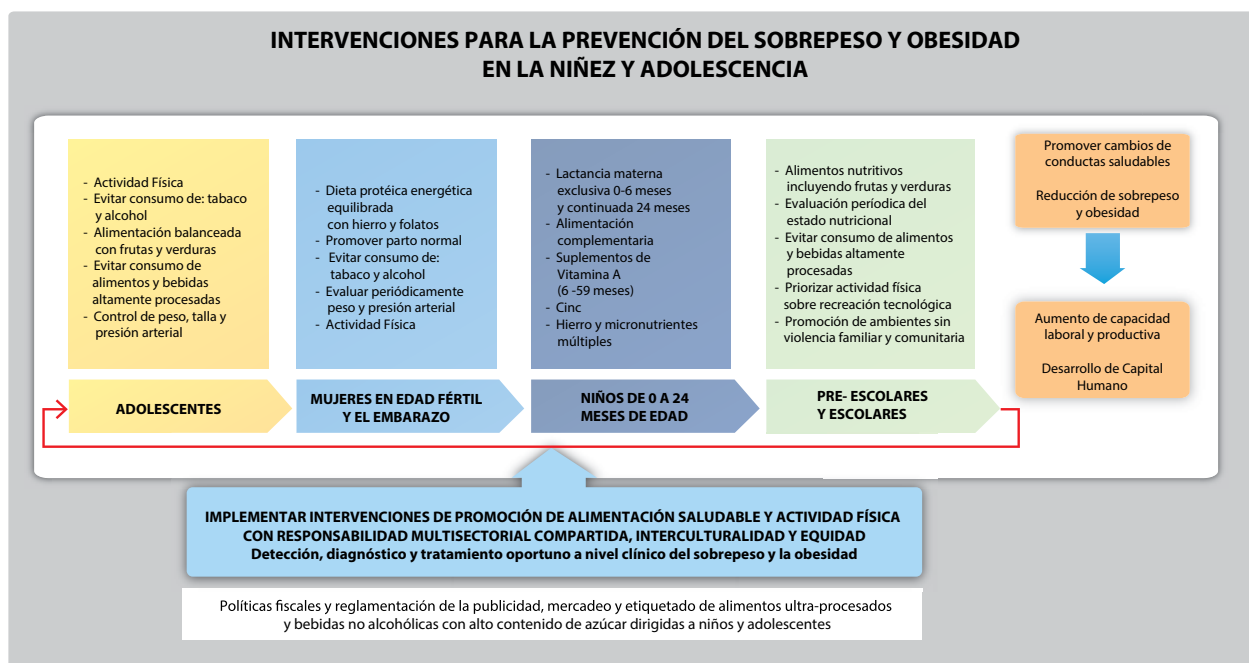 INTERVENCIONES PARA LA PREVENCIÓN DEL SOBREPESO Y OBESIDAD
EN LA NIÑEZ Y ADOLESCENCIA
- Actividad Física
- Evitar consumo de: tabaco
y alcohol
- Alimentación balanceada
con frutas y verduras
- Evitar consumo de
alimentos y bebidas
altamente procesadas
- Control de peso, talla y
presión arterial
ADOLESCENTES
- Dieta protéica energética
equilibrada
con hierro y folatos
- Promover parto normal
- Evitar consumo de:
tabaco y alcohol
- Evaluar periódicamente
peso y presión arterial
- Actividad Física
MUJERES EN EDAD FÉRTIL
Y EL EMBARAZO
- Lactancia materna
exclusiva 0-6 meses
y continuada 24 meses
- Alimentación
complementaria
- Suplementos de
Vitamina A
(6 -59 meses)
- Cinc
- Hierro y micronutrientes
múltiples
NIÑOS DE 0 A 24
MESES DE EDAD
- Alimentos nutritivos
incluyendo frutas y verduras
- Evaluación períodica del
estado nutricional
- Evitar consumo de alimentos
y bebidas altamente
procesadas
- Priorizar actividad física
sobre recreación tecnológica
- Promoción de ambientes sin
violencia familiar y comunitaria
PRE- ESCOLARES
Y ESCOLARES
Promover cambios de
conductas saludables
Reducción de sobrepeso
y obesidad
Aumento de capacidad
laboral y productiva
Desarrollo de Capital
Humano
IMPLEMENTAR INTERVENCIONES DE PROMOCIÓN DE ALIMENTACIÓN SALUDABLE Y ACTIVIDAD FÍSICA
CON RESPONSABILIDAD MULTISECTORIAL COMPARTIDA, INTERCULTURALIDAD Y EQUIDAD
Detección, diagnóstico y tratamiento oportuno a nivel clínico del sobrepeso y la obesidad
Políticas fiscales y reglamentación de la publicidad, mercadeo y etiquetado de alimentos ultra-procesados
y bebidas no alcohólicas con alto contenido de azúcar dirigidas a niños y adolescentes